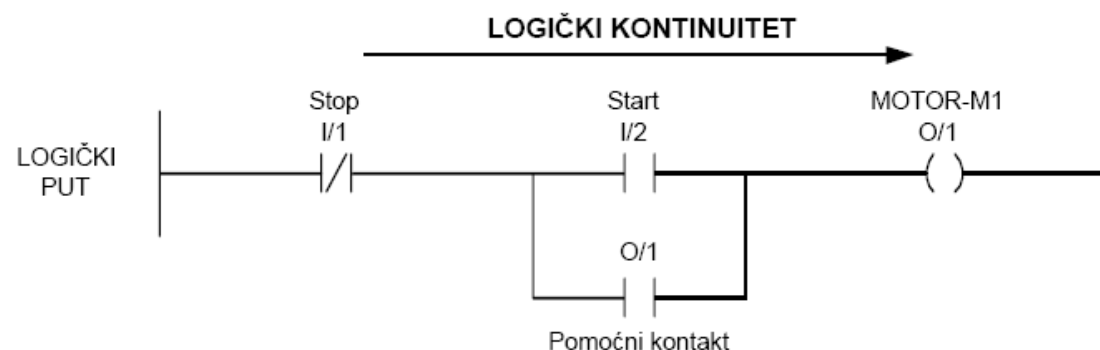 LOGIČKI KONTINUITET
Stop
I/1
Start
I/2
MOTOR-M1
O/1
LOGIČKI
PUT
O/1
Pomoćni kontakt